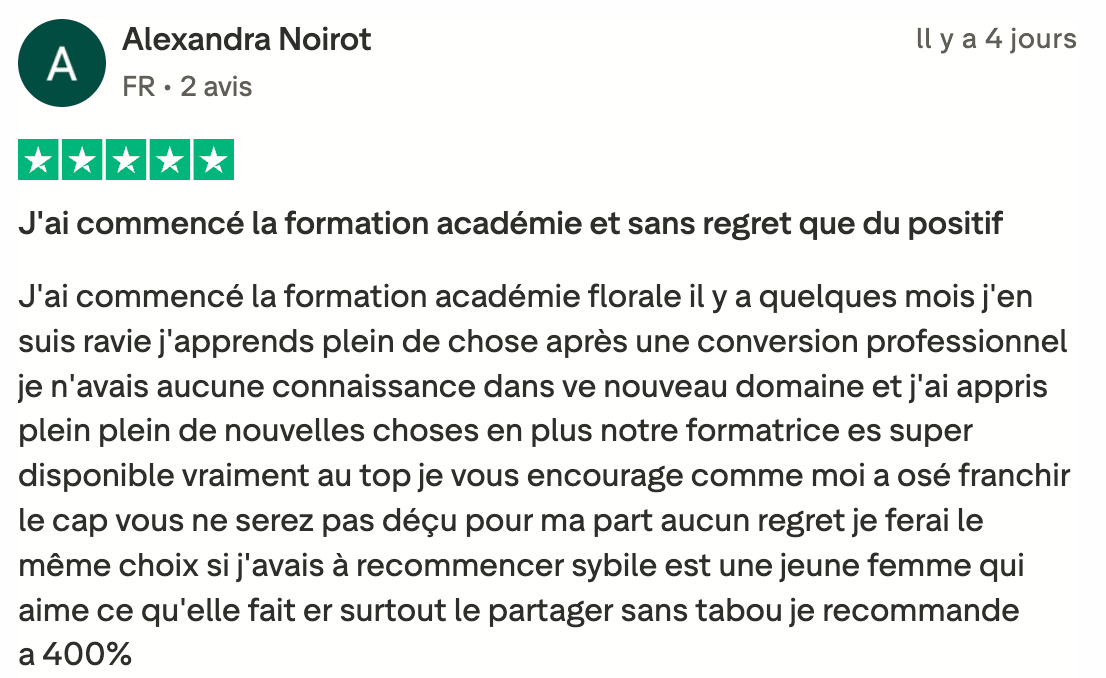 A
Alexandra Noirot
Il y a 4 jours
FR • 2 avis
J'ai commencé la formation académie et sans regret que du positif
J'ai commencé la formation académie florale il y a quelques mois j'en
suis ravie j'apprends plein de chose après une conversion professionnel
je n'avais aucune connaissance dans ve nouveau domaine et j'ai appris
plein plein de nouvelles choses en plus notre formatrice es super
disponible vraiment au top je vous encourage comme moi a osé franchir
le cap vous ne serez pas déçu pour ma part aucun regret je ferai le
même choix si j'avais à recommencer sybile est une jeune femme qui
aime ce qu'elle fait er surtout le partager sans tabou je recommande
a 400%